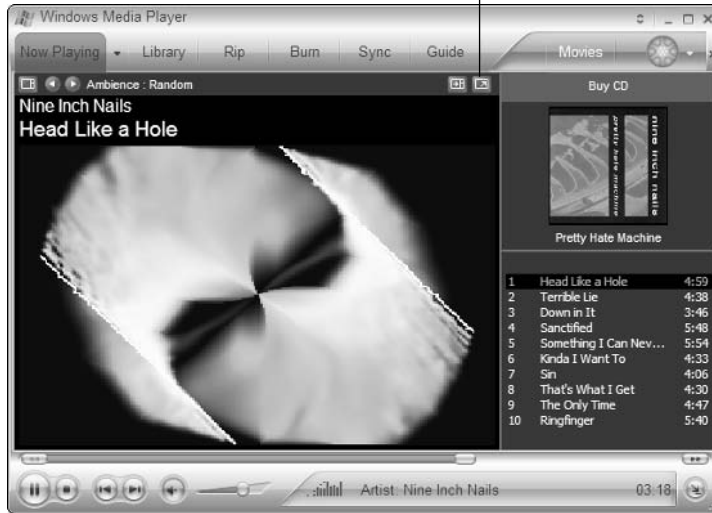 Windows Media Player
Now Playing Library Rip Burn Sync Guide Movies
Ambience : Random
Buy CD
Nine Inch Nails
Head Like a Hole
pretty hate machine
nine inch nails
Pretty Hate Machine
1 Head Like a Hole 4:59
2 Terrible Lie 4:38
3 Down in It 3:46
4 Sanctified 5:48
5 Something I Can Nev... 5:54
6 Kinda I Want To 4:33
7 Sin 4:06
8 That's What I Get 4:30
9 The Only Time 4:47
10 Ringfinger 5:40
Artist: Nine Inch Nails 03:18